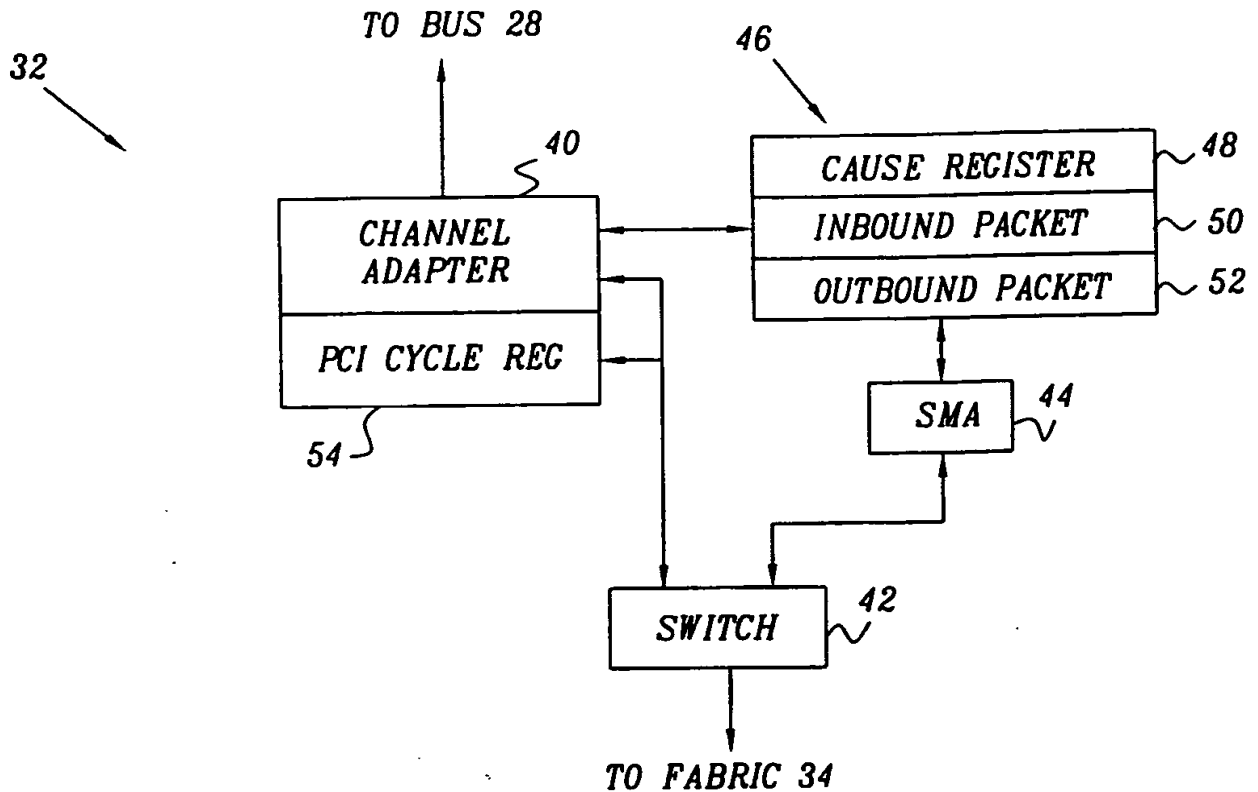 TO BUS 28
32
46
40
48
CAUSE REGISTER
CHANNEL
ADAPTER
INBOUND PACKET
50
OUTBOUND PACKET
52
PCI CYCLE REG
54
SMA
44
SWITCH
42
TO FABRIC 34